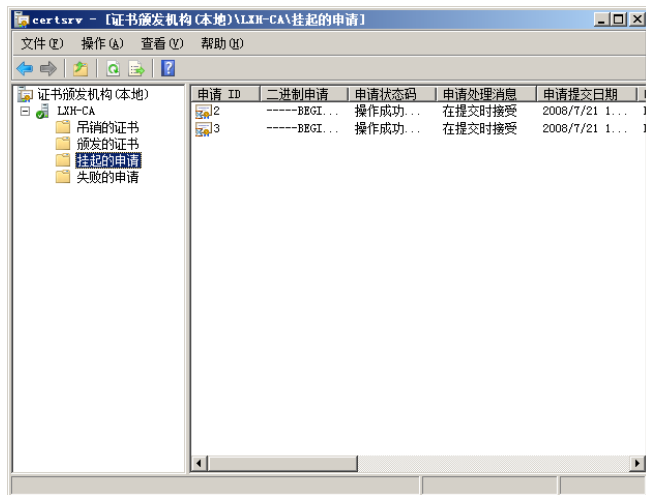 certsrv - [证书颁发机构(本地)\LXH-CA\挂起的申请]
文件(F) 操作(A) 查看(V) 帮助(H)
证书颁发机构(本地)
LXH-CA
吊销的证书
颁发的证书
挂起的申请
失败的申请
申请 ID 二进制申请 申请状态码 申请处理消息 申请提交日期
2 -----BEGI... 操作成功... 在提交时接受 2008/7/21 1...
3 -----BEGI... 操作成功... 在提交时接受 2008/7/21 1...